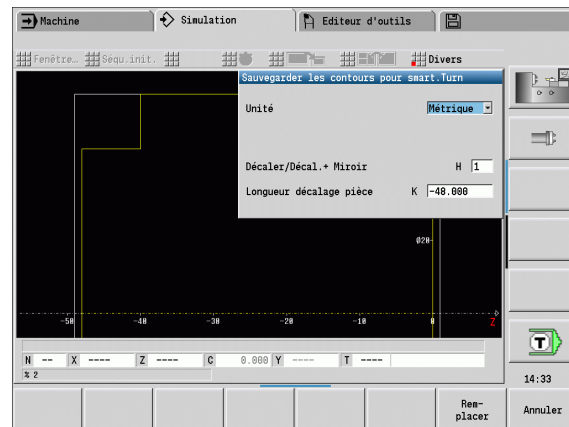 Machine Simulation Editeur d'outils
Fenêtre… Séqu.init. Divers
Sauvegarder les contours pour smart.Turn
Unité Métrique
Décaler/Décal.+ Miroir H 1
Longueur décalage pièce K -48.000
Ø20
-50 -40 -30 -20 -10 0 Z
N -- X ---- Z ---- C 0.000 Y ---- T ----
% 2
T
14:33
Rem-
placer Annuler